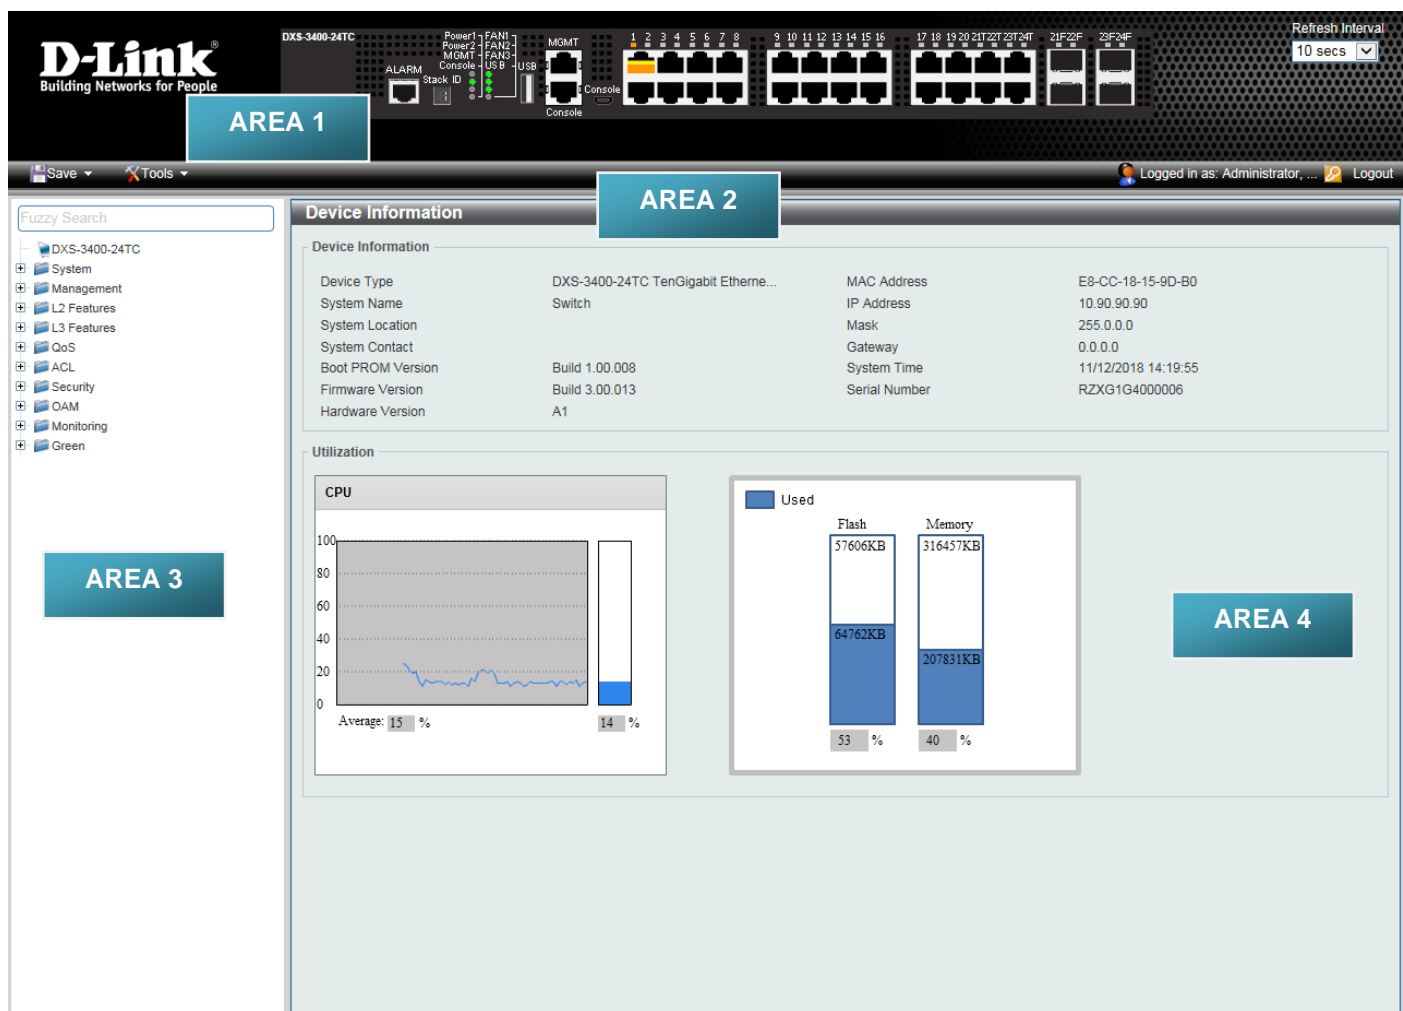 D-Link®
Building Networks for People
DXS-3400-24TC
Power1 FAN1
Power2 FAN2
MGMT FAN3
Console USB USB
ALARM
Stack ID
MGMT
Console
Console
1 2 3 4 5 6 7 8
9 10 11 12 13 14 15 16
17 18 19 20 21T22T23T24T
21F22F
23F24F
Refresh Interval
10 secs
AREA 1
Save
Tools
AREA 2
Logged in as: Administrator, ...
Logout
Fuzzy Search
DXS-3400-24TC
System
Management
L2 Features
L3 Features
QoS
ACL
Security
OAM
Monitoring
Green
AREA 3
Device Information
Device Information
Device Type DXS-3400-24TC TenGigabit Etherne... MAC Address E8-CC-18-15-9D-B0
System Name Switch IP Address 10.90.90.90
System Location Mask 255.0.0.0
System Contact Gateway 0.0.0.0
Boot PROM Version Build 1.00.008 System Time 11/12/2018 14:19:55
Firmware Version Build 3.00.013 Serial Number RZXG1G4000006
Hardware Version A1
Utilization
CPU
100
80
60
40
20
0
Average: 15 %
14 %
Used
Flash Memory
57606KB 316457KB
64762KB
207831KB
53 % 40 %
AREA 4